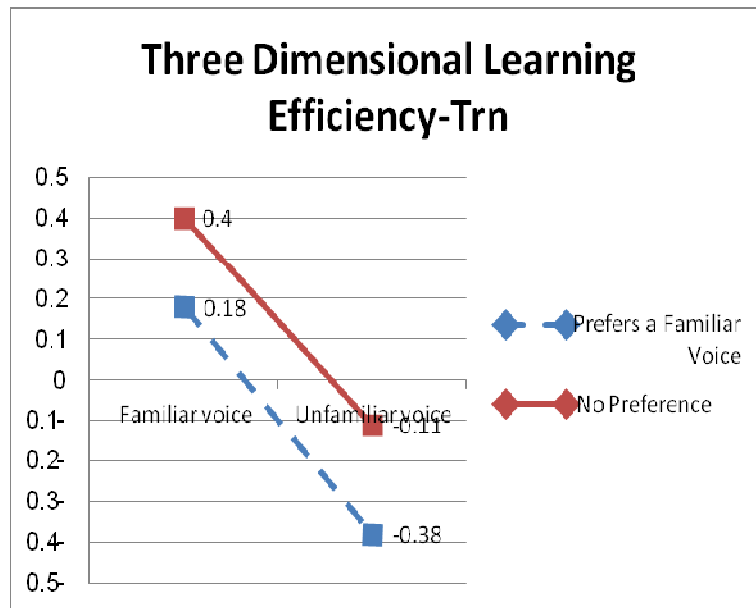 Three Dimensional Learning
Efficiency-Trn
0.5
0.4
0.3
0.2
0.1
0
0.1-
0.2-
0.3-
0.4-
0.5-
0.4
0.18
-0.11
-0.38
Familiar voice
Unfamiliar voice
Prefers a Familiar
Voice
No Preference